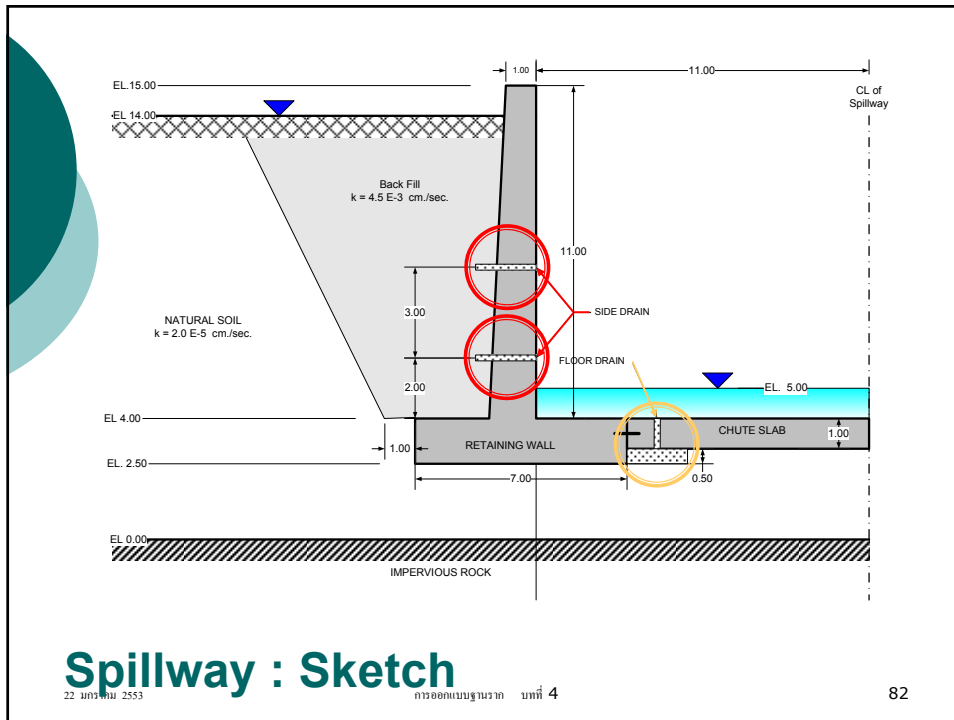 1.00
11.00
EL.15.00
CL of
Spillway
EL 14.00
Back Fill
k = 4.5 E-3 cm./sec.
11.00
3.00
SIDE DRAIN
NATURAL SOIL
k = 2.0 E-5 cm./sec.
FLOOR DRAIN
2.00
EL. 5.00
EL 4.00
CHUTE SLAB
1.00
1.00
RETAINING WALL
EL. 2.50
7.00
0.50
EL 0.00
IMPERVIOUS ROCK
Spillway : Sketch
22 มกราคม 2553
การออกแบบฐานราก บทที่ 4
82